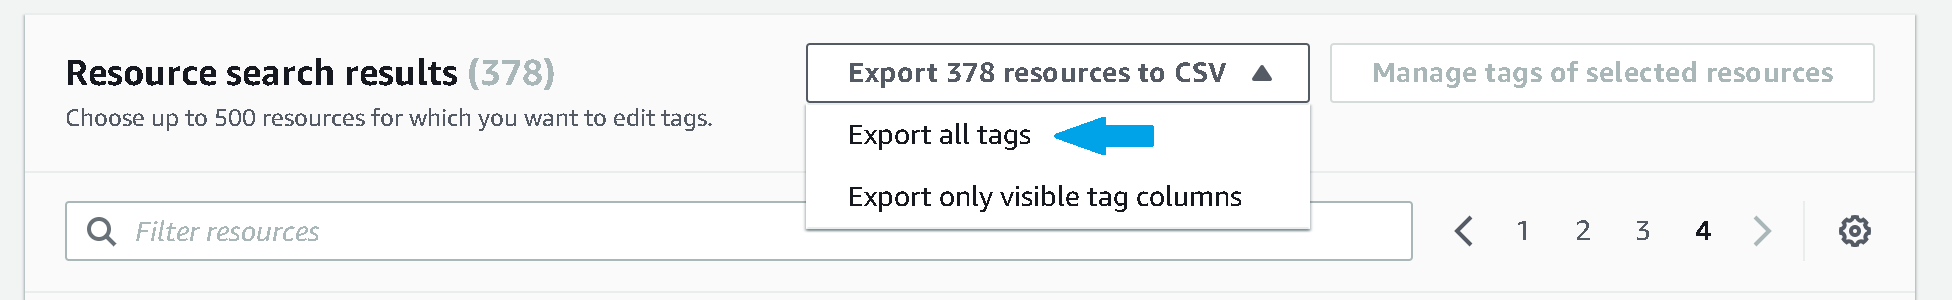 Resource search results (378)
Choose up to 500 resources for which you want to edit tags.
Export 378 resources to CSV
Manage tags of selected resources
Export all tags
Export only visible tag columns
Filter resources
1 2 3 4